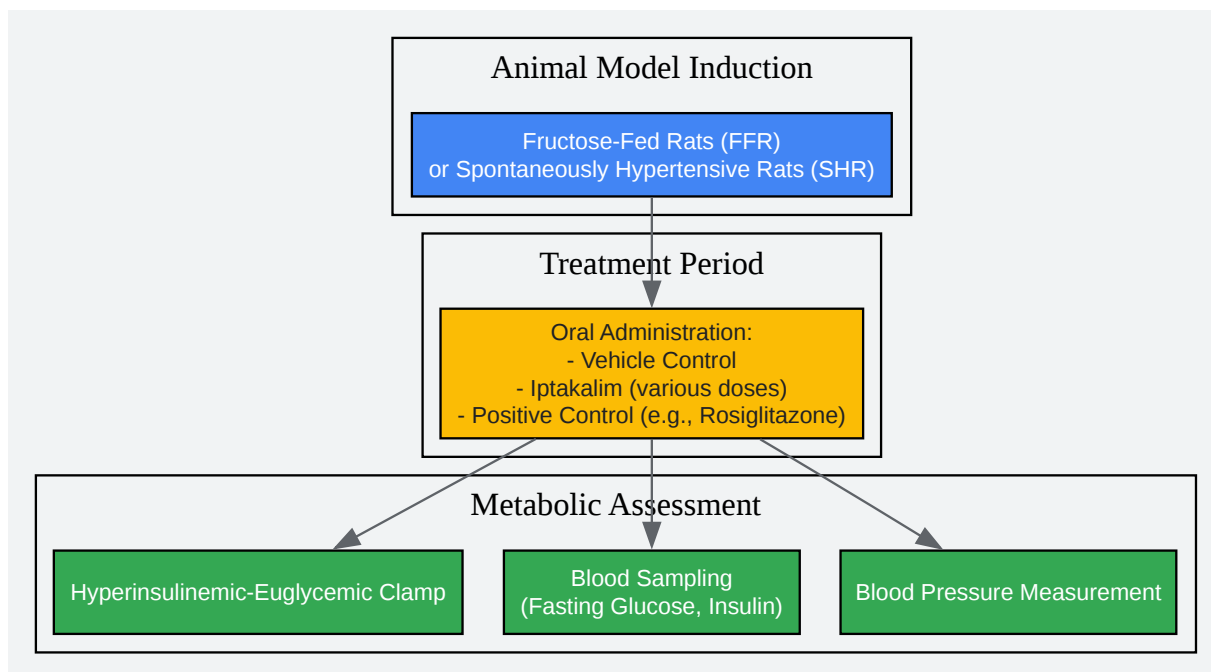 Animal Model Induction
Fructose-Fed Rats (FFR)
or Spontaneously Hypertensive Rats (SHR)
Treatment Period
Oral Administration:
- Vehicle Control
- Iptakalim (various doses)
- Positive Control (e.g., Rosiglitazone)
Metabolic Assessment
Hyperinsulinemic-Euglycemic Clamp
Blood Sampling
(Fasting Glucose, Insulin)
Blood Pressure Measurement